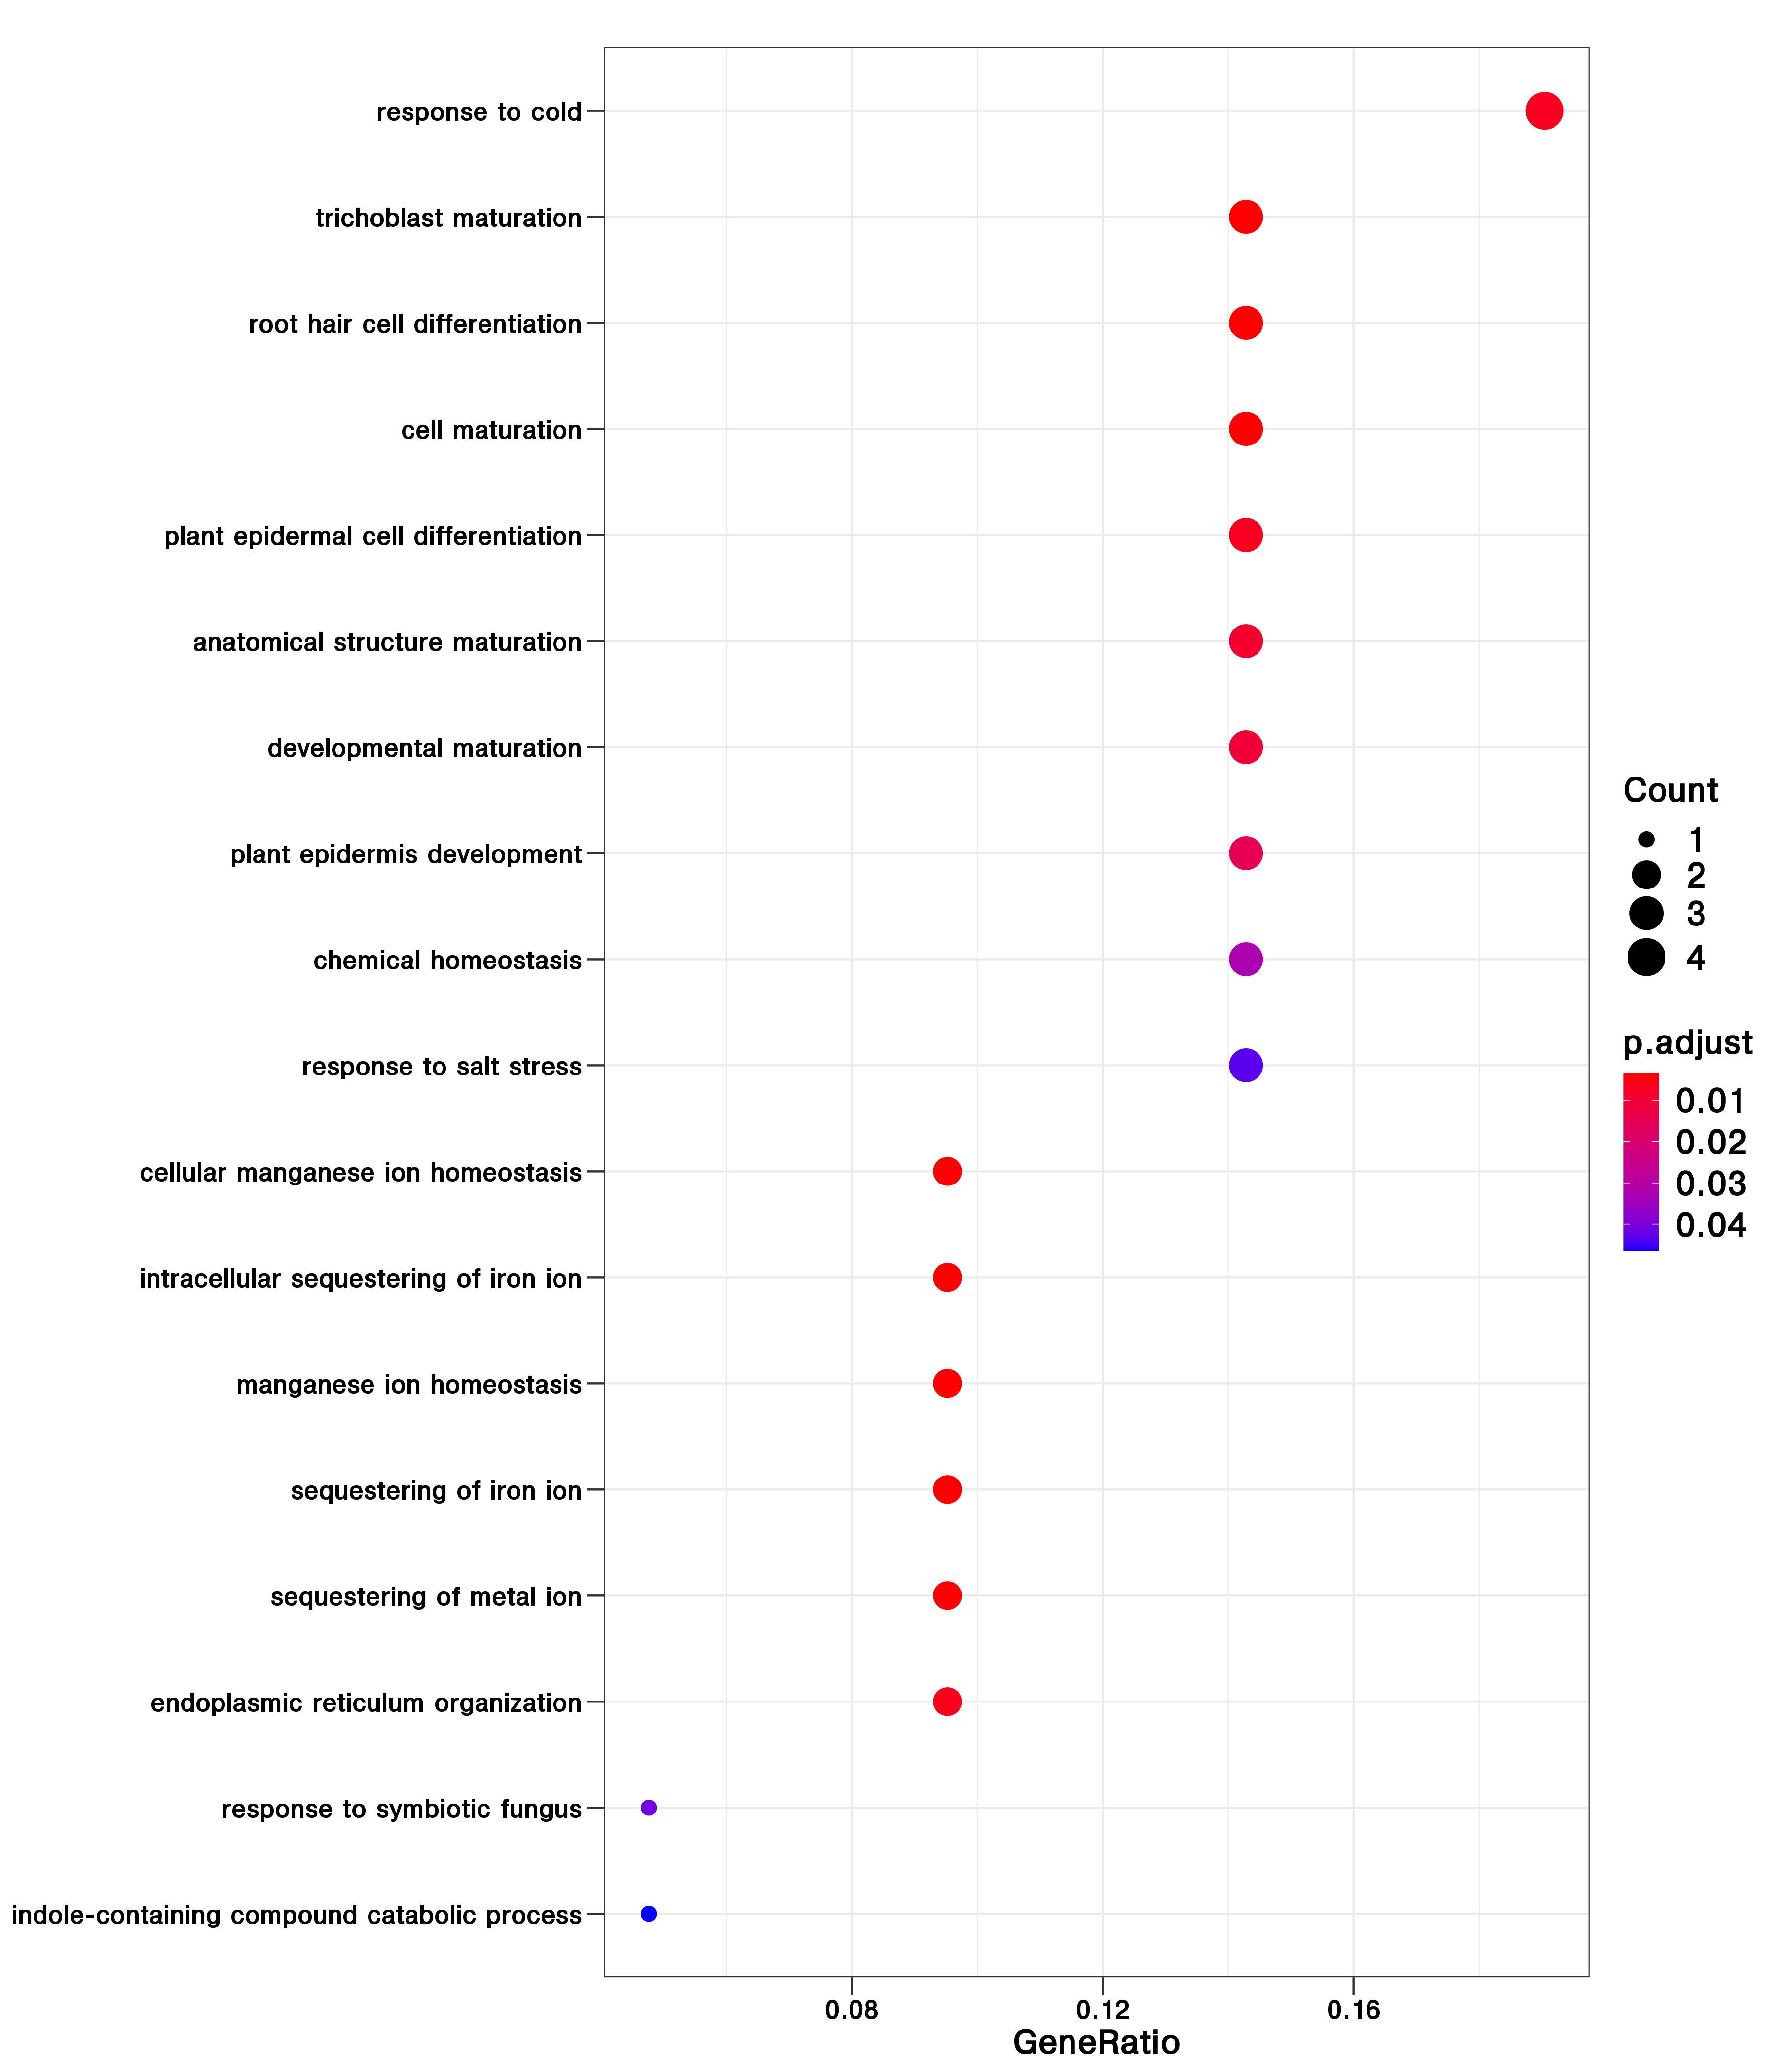 response to cold
trichoblast maturation
root hair cell differentiation
cell maturation
plant epidermal cell differentiation
anatomical structure maturation
developmental maturation
plant epidermis development
chemical homeostasis
response to salt stress
cellular manganese ion homeostasis
intracellular sequestering of iron ion
manganese ion homeostasis
sequestering of iron ion
sequestering of metal ion
endoplasmic reticulum organization
response to symbiotic fungus
indole-containing compound catabolic process
0.08 0.12 0.16
GeneRatio
Count
1
2
3
4
p.adjust
0.01
0.02
0.03
0.04